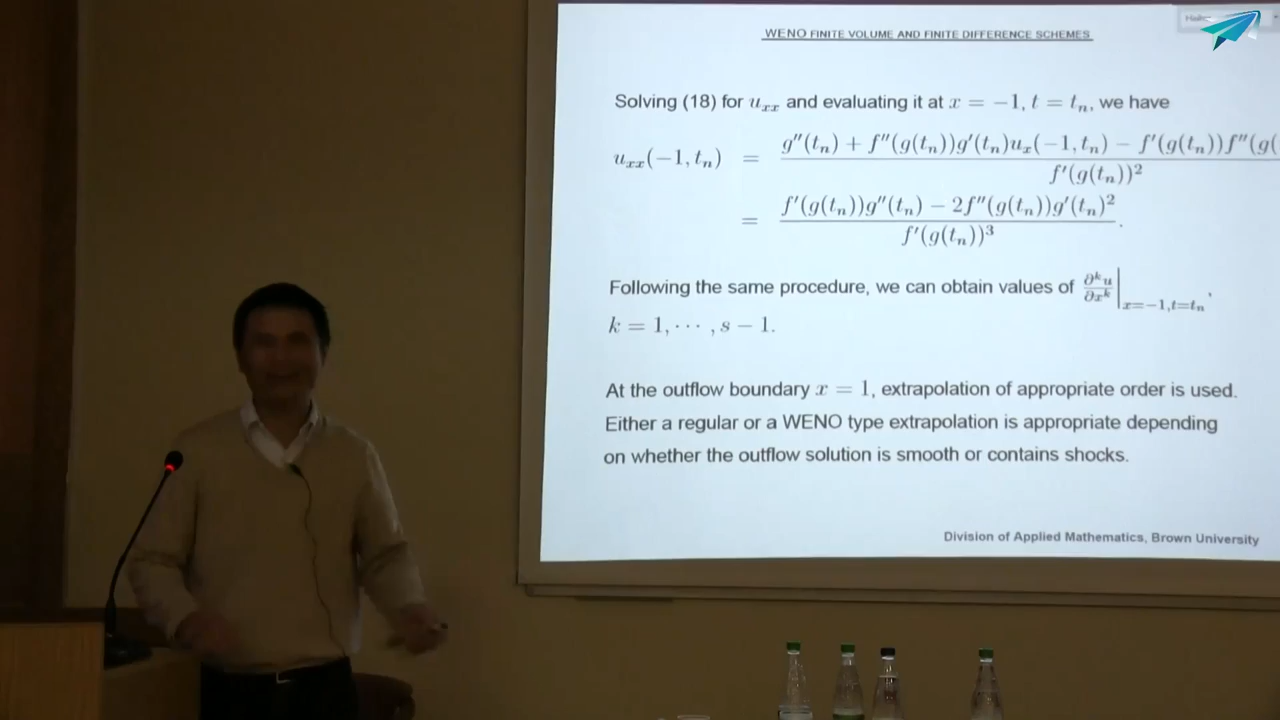 WENO FINITE VOLUME AND FINITE DIFFERENCE SCHEMES
Solving (18) for u_{xx} and evaluating it at x = −1, t = t_n, we have
u_{xx}(−1, t_n) = \frac{g″(t_n) + f″(g(t_n))g′(t_n)u_x(−1, t_n) − f′(g(t_n))f″(g(}{f′(g(t_n))^2}
= \frac{f′(g(t_n))g″(t_n) − 2f″(g(t_n))g′(t_n)^2}{f′(g(t_n))^3}.
Following the same procedure, we can obtain values of \frac{∂^k u}{∂x^k}|_{x=−1,t=t_n},
k = 1, ⋯ , s − 1.
At the outflow boundary x = 1, extrapolation of appropriate order is used.
Either a regular or a WENO type extrapolation is appropriate depending
on whether the outflow solution is smooth or contains shocks.
Division of Applied Mathematics, Brown University